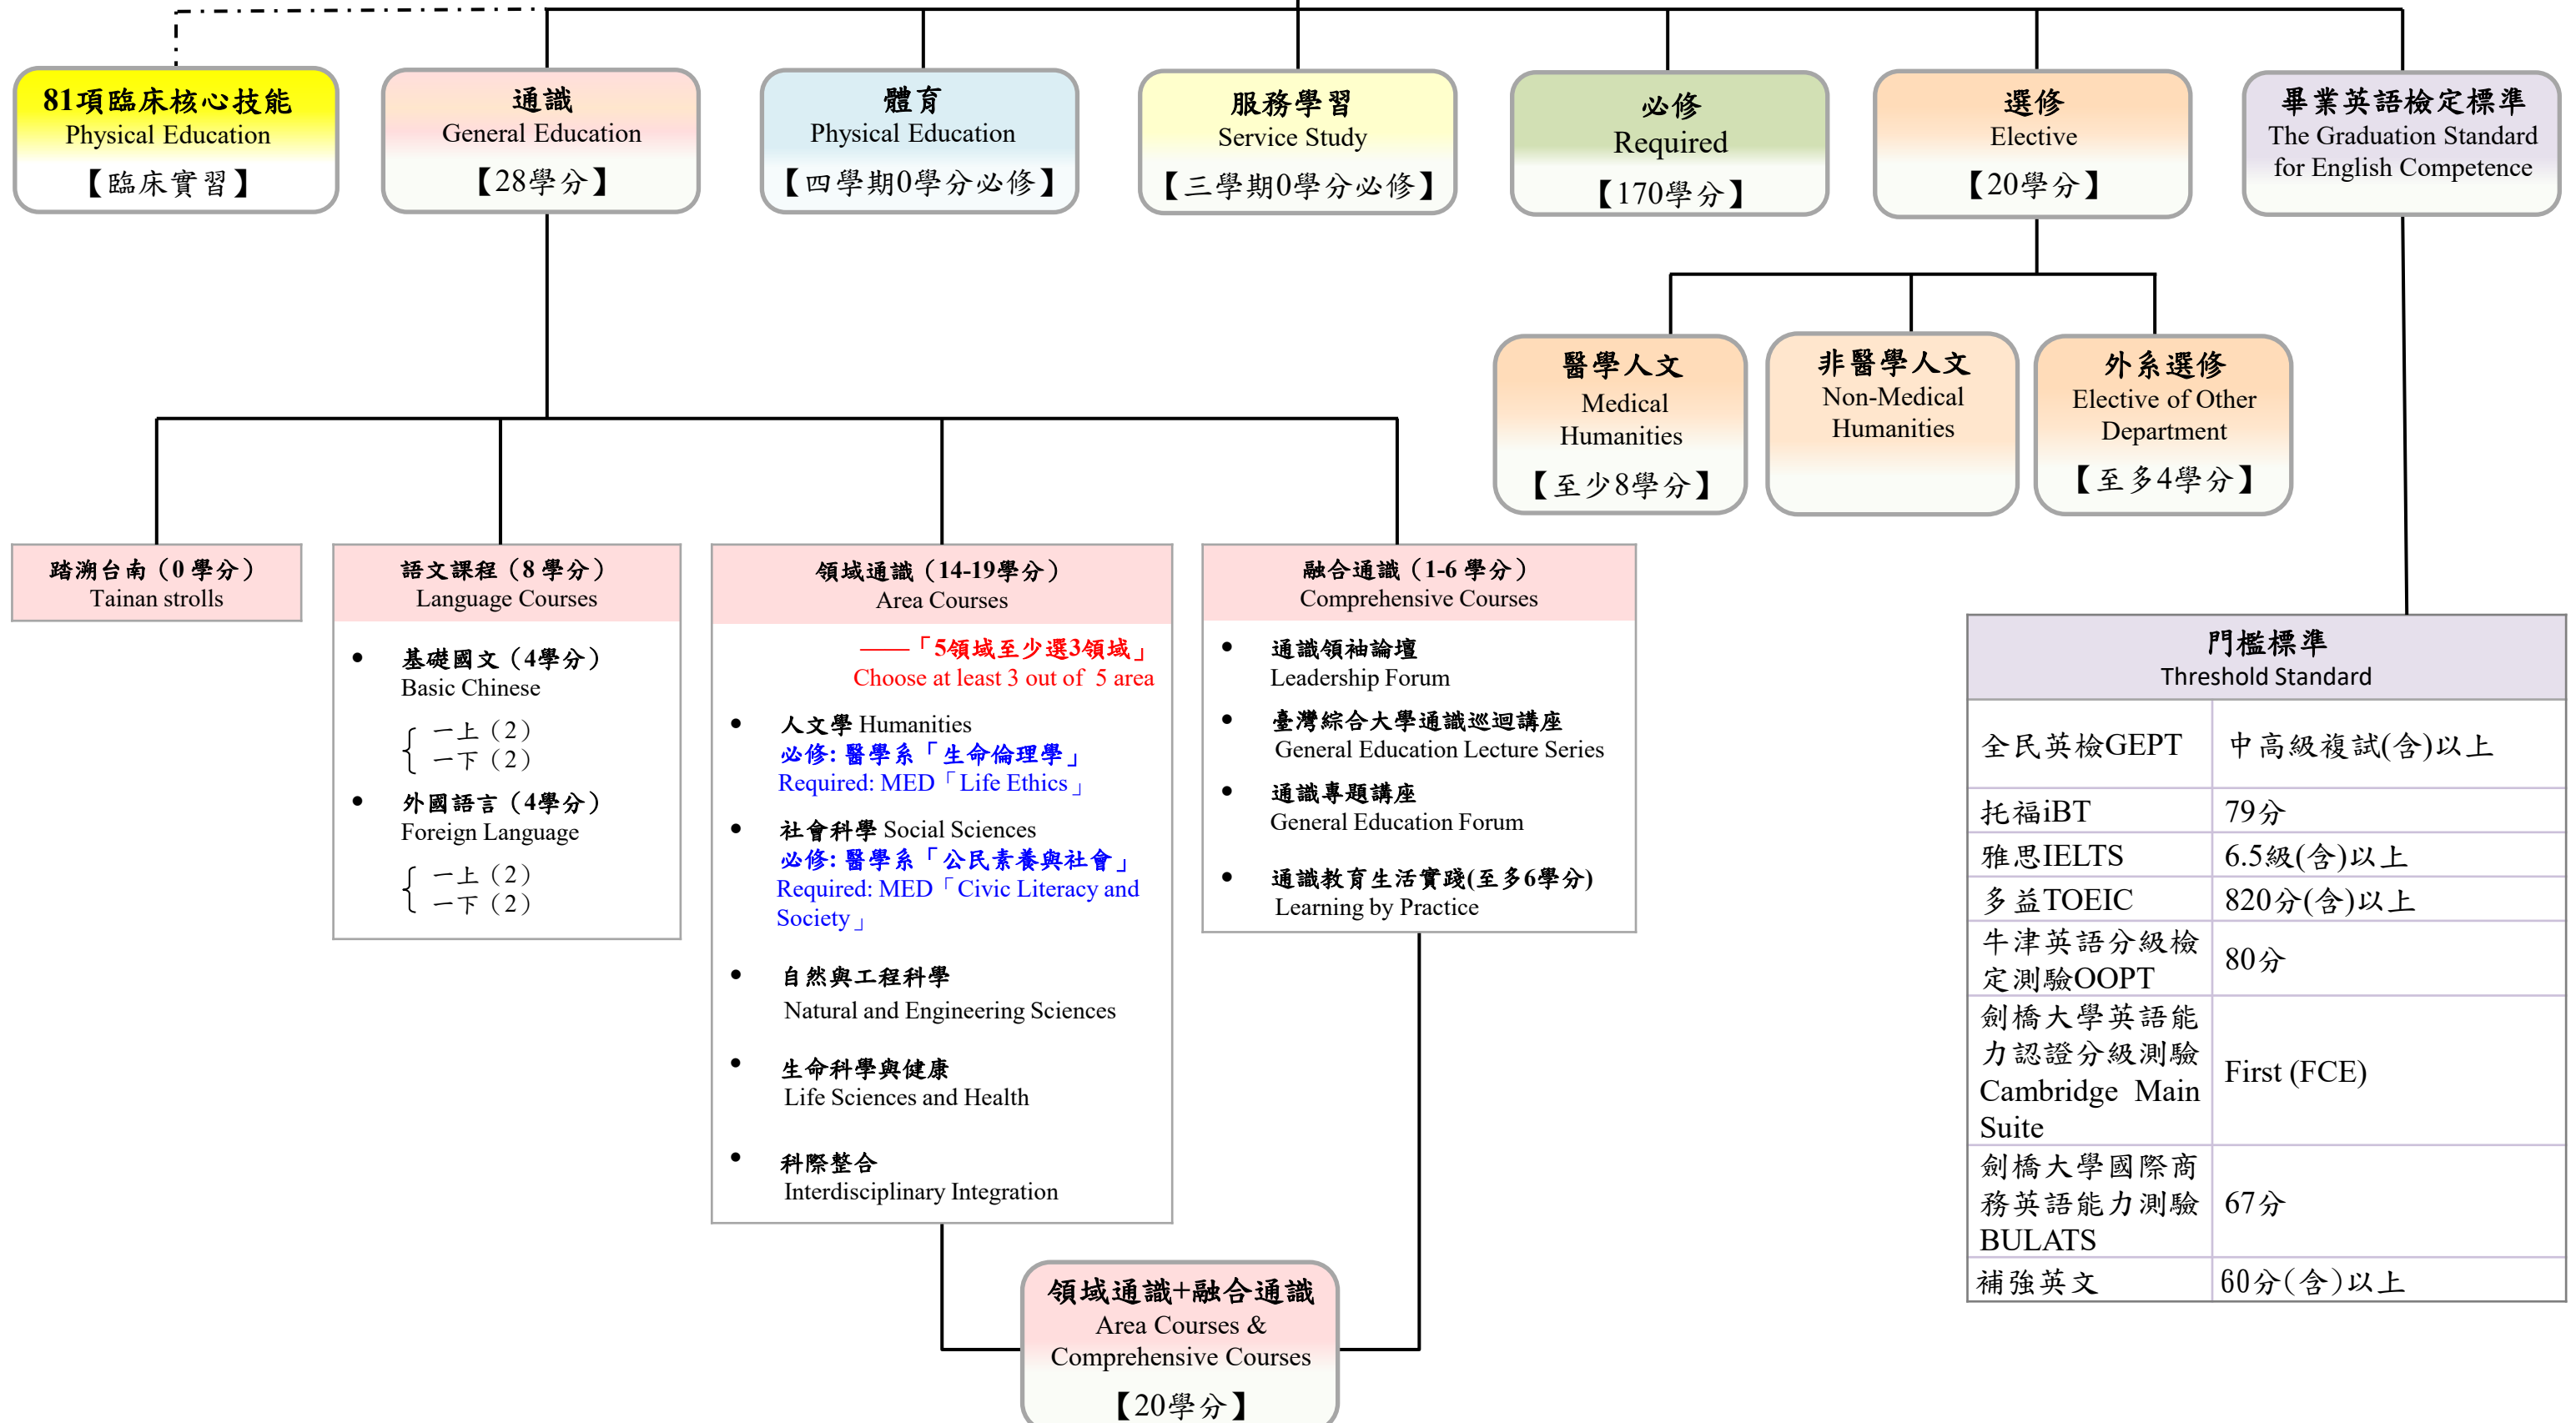 81項臨床核心技能
Physical Education
【臨床實習】
通識
General Education
【28學分】
體育
Physical Education
【四學期0學分必修】
服務學習
Service Study
【三學期0學分必修】
必修
Required
【170學分】
選修
Elective
【20學分】
畢業英語檢定標準
The Graduation Standard
for English Competence
醫學人文
Medical
Humanities
【至少8學分】
非醫學人文
Non-Medical
Humanities
外系選修
Elective of Other
Department
【至多4學分】
踏溯台南（0 學分）
Tainan strolls
語文課程（8 學分）
Language Courses
• 基礎國文（4學分）
Basic Chinese
一上（2）
一下（2）
• 外國語言（4學分）
Foreign Language
一上（2）
一下（2）
領域通識（14-19學分）
Area Courses
——「5領域至少選3領域」
Choose at least 3 out of 5 area
• 人文學 Humanities
必修: 醫學系「生命倫理學」
Required: MED「Life Ethics」
• 社會科學 Social Sciences
必修: 醫學系「公民素養與社會」
Required: MED「Civic Literacy and
Society」
• 自然與工程科學
Natural and Engineering Sciences
• 生命科學與健康
Life Sciences and Health
• 科際整合
Interdisciplinary Integration
融合通識（1-6 學分）
Comprehensive Courses
• 通識領袖論壇
Leadership Forum
• 臺灣綜合大學通識巡迴講座
General Education Lecture Series
• 通識專題講座
General Education Forum
• 通識教育生活實踐(至多6學分)
Learning by Practice
領域通識+融合通識
Area Courses &
Comprehensive Courses
【20學分】
門檻標準
Threshold Standard
全民英檢GEPT 中高級複試(含)以上
托福iBT 79分
雅思IELTS 6.5級(含)以上
多益TOEIC 820分(含)以上
牛津英語分級檢
定測驗OOPT
80分
劍橋大學英語能
力認證分級測驗
Cambridge Main
Suite
First (FCE)
劍橋大學國際商
務英語能力測驗
BULATS
67分
補強英文 60分(含)以上